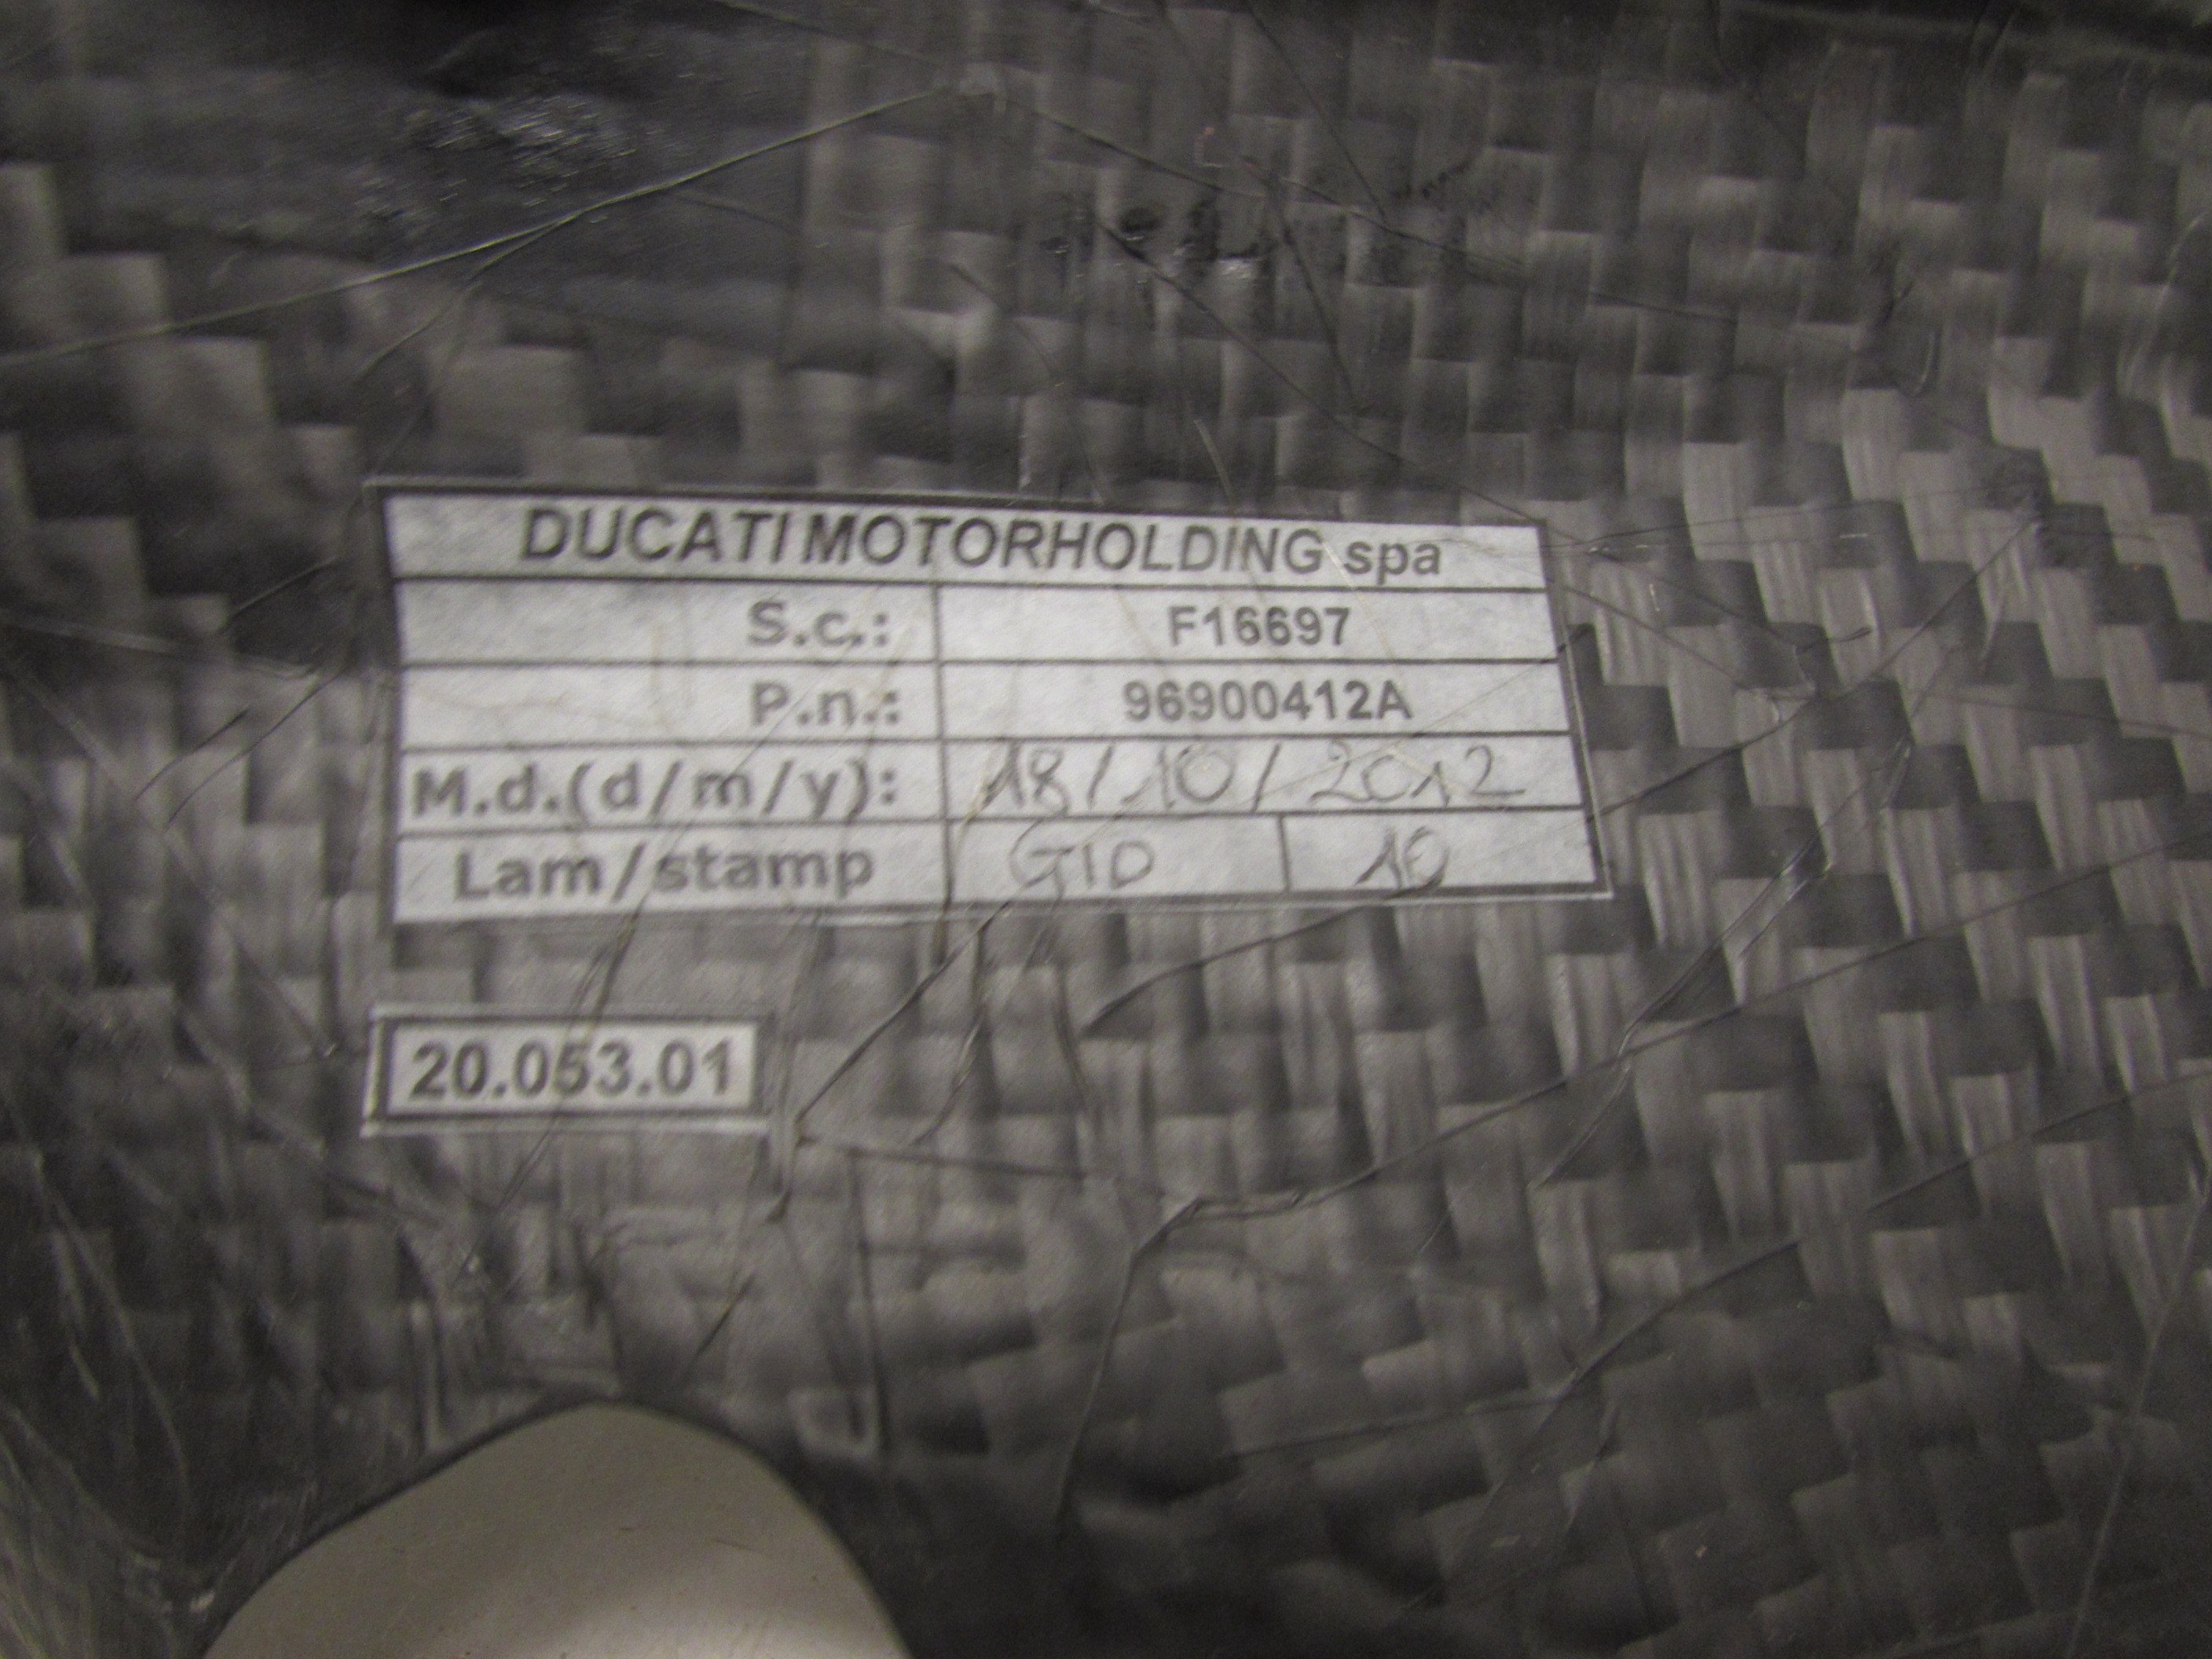 DUCATI MOTORHOLDING spa
S.c.: F16697
P.n.: 96900412A
M.d.(d/m/y): 18/10/2012
Lam/stamp GID 10
20.053.01